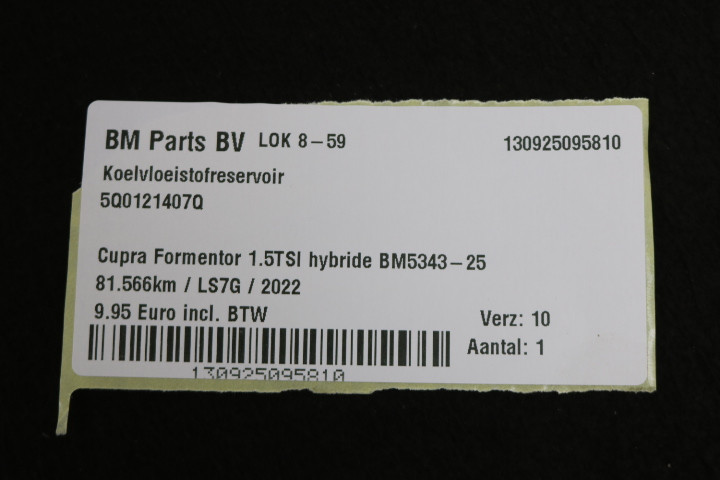 BM Parts BV LOK 8-59 130925095810
Koelvloeistofreservoir
5Q0121407Q
Cupra Formentor 1.5TSI hybride BM5343-25
81.566km / LS7G / 2022
9.95 Euro incl. BTW
Verz: 10
Aantal: 1
130925095810